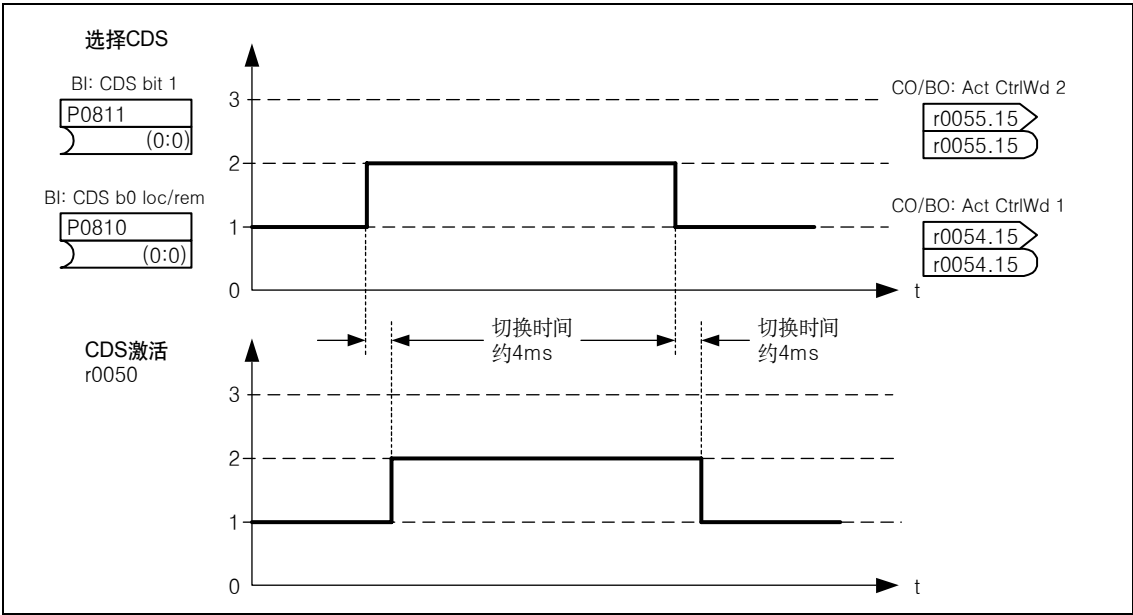 选择CDS
BI: CDS bit 1
P0811
(0:0)
BI: CDS b0 loc/rem
P0810
(0:0)
3
2
1
0
t
CO/BO: Act CtrlWd 2
r0055.15
r0055.15
CO/BO: Act CtrlWd 1
r0054.15
r0054.15
切换时间
约4ms
切换时间
约4ms
CDS激活
r0050
3
2
1
0
t